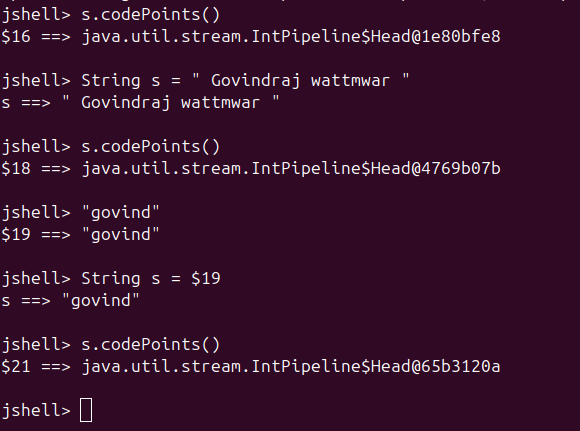 jshell> s.codePoints()
$16 ==> java.util.stream.IntPipeline$Head@1e80bfe8
jshell> String s = " Govindraj wattmwar "
s ==> " Govindraj wattmwar "
jshell> s.codePoints()
$18 ==> java.util.stream.IntPipeline$Head@4769b07b
jshell> "govind"
$19 ==> "govind"
jshell> String s = $19
s ==> "govind"
jshell> s.codePoints()
$21 ==> java.util.stream.IntPipeline$Head@65b3120a
jshell>